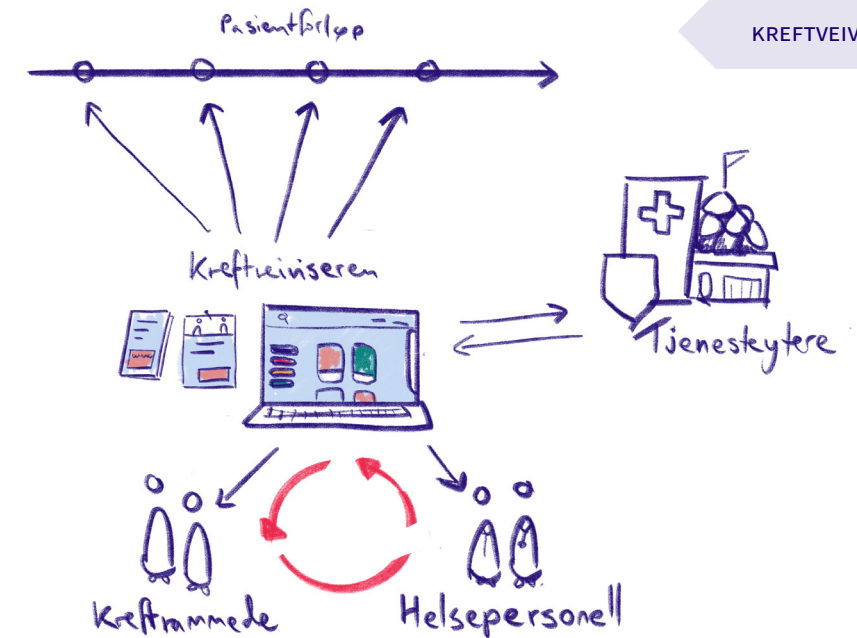 Pasientforløp
KREFTVEIV
Kreftveiviseren
Tjenesteytere
Kreftrammede
Helsepersonell